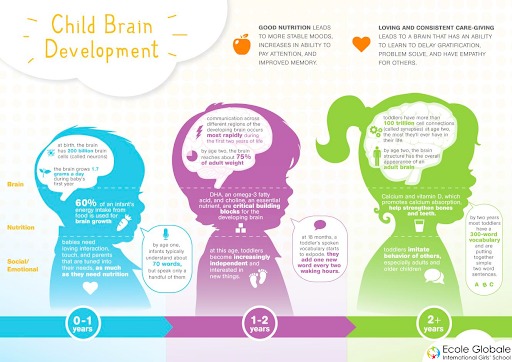 Child Brain
Development
GOOD NUTRITION LEADS
TO MORE STABLE MOODS,
INCREASES IN ABILITY TO
PAY ATTENTION, AND
IMPROVED MEMORY.
LOVING AND CONSISTENT CARE-GIVING
LEADS TO A BRAIN THAT HAS AN ABILITY
TO LEARN TO DELAY GRATIFICATION,
PROBLEM SOLVE, AND HAVE EMPATHY
FOR OTHERS.
Brain
Nutrition
Social/
Emotional
at birth, the brain
has 200 billion brain
cells (called neurons)
the brain grows 1.7
grams a day
during baby's
first year
60% of an infant's
energy intake from
food is used for
brain growth
babies need
loving interaction,
touch, and parents
that are tuned into
their needs, as much
as they need nutrition
by age one,
infants typically
understand about
70 words,
but speak only a
handful of them
0-1
years
communication across
different regions of the
developing brain occurs
most rapidly during
the first two years of life
by age two, the brain
reaches about 75%
of adult weight
DHA, an omega-3 fatty
acid, and choline, an essential
nutrient, are critical building
blocks for the
developing brain
at this age, toddlers
become increasingly
independent and
interested in
new things.
at 18 months, a
toddler's spoken
vocabulary starts
to explode. they
add one new
word every two
waking hours.
1-2
years
toddlers have more than
100 trillion cell connections
(called synapses) at age two,
the most they'll ever have in
their life
by age two, the brain
structure has the overall
appearance of an
adult brain
Calcium and vitamin D, which
promotes calcium absorption,
help strengthen bones
and teeth
toddlers imitate
behavior of others,
especially adults and
older children
by two years
most toddlers
have a
300-word
vocabulary
and are
putting
together
simple two
word
sentences.
A B C
2+
years
Ecole Globale
International Girls' School